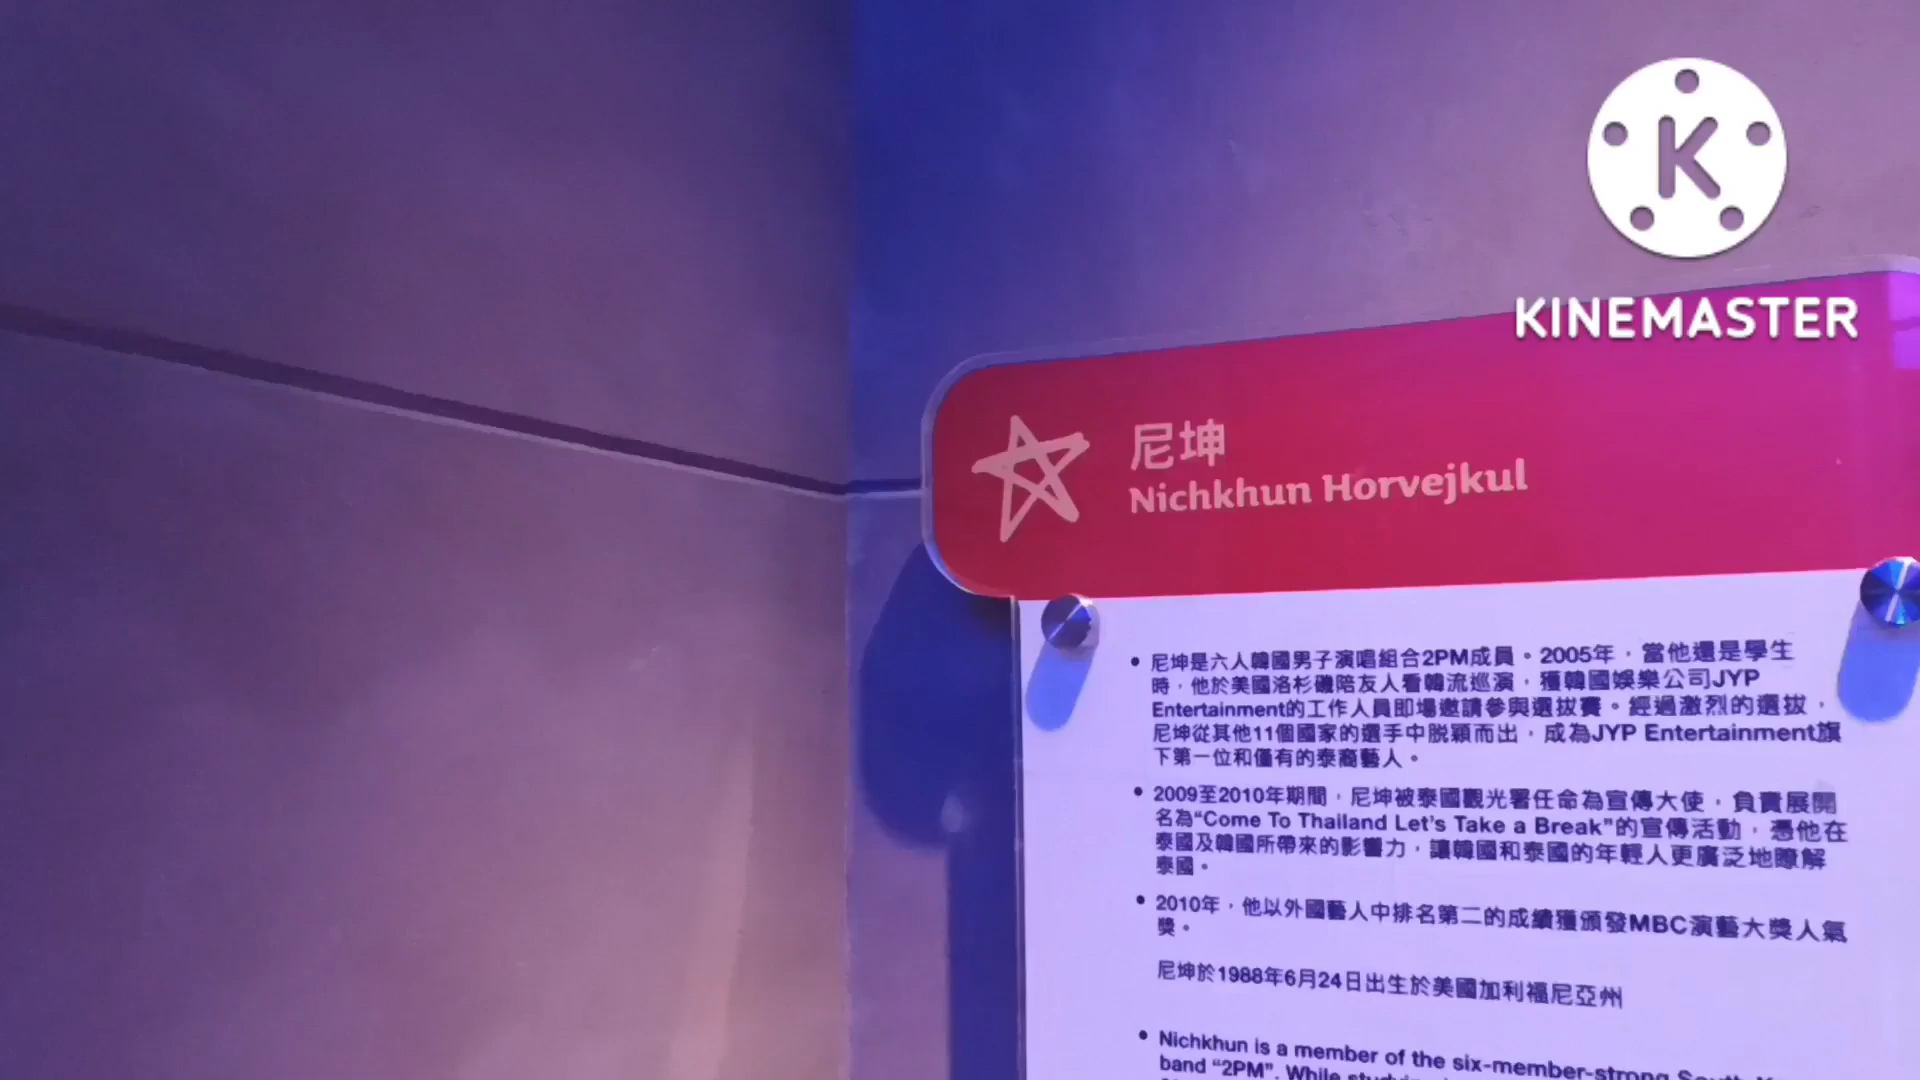 K
KINEMASTER
尼坤
Nichkhun Horvejkul
• 尼坤是六人韓國男子演唱組合2PM成員。2005年，當他還是學生
時，他於美國洛杉磯陪友人看韓流巡演，獲韓國娛樂公司JYP
Entertainment的工作人員即場邀請參與選拔賽。經過激烈的選拔，
尼坤從其他11個國家的選手中脫穎而出，成為JYP Entertainment旗
下第一位和僅有的泰裔藝人。
• 2009至2010年期間，尼坤被泰國觀光署任命為宣傳大使，負責展開
名為“Come To Thailand Let's Take a Break”的宣傳活動，憑他在
泰國及韓國所帶來的影響力，讓韓國和泰國的年輕人更廣泛地瞭解
泰國。
• 2010年，他以外國藝人中排名第二的成績獲頒發MBC演藝大獎人氣
獎。
尼坤於1988年6月24日出生於美國加利福尼亞州
• Nichkhun is a member of the six-member-strong South
band “2PM”. While